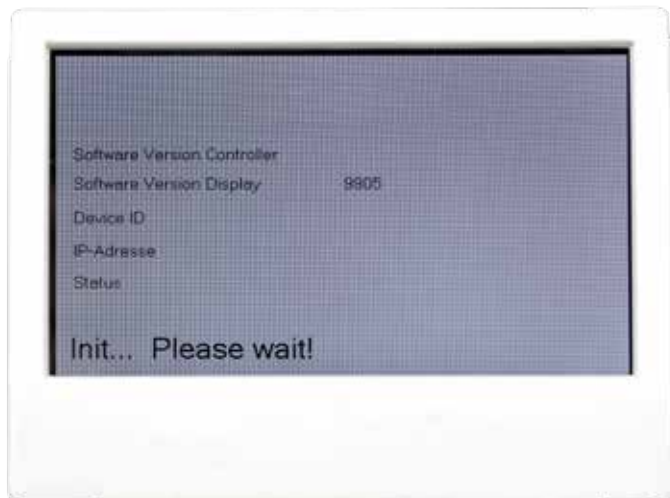 Software Version Controller
Software Version Display 9905
Device ID
IP-Adresse
Status
Init... Please wait!